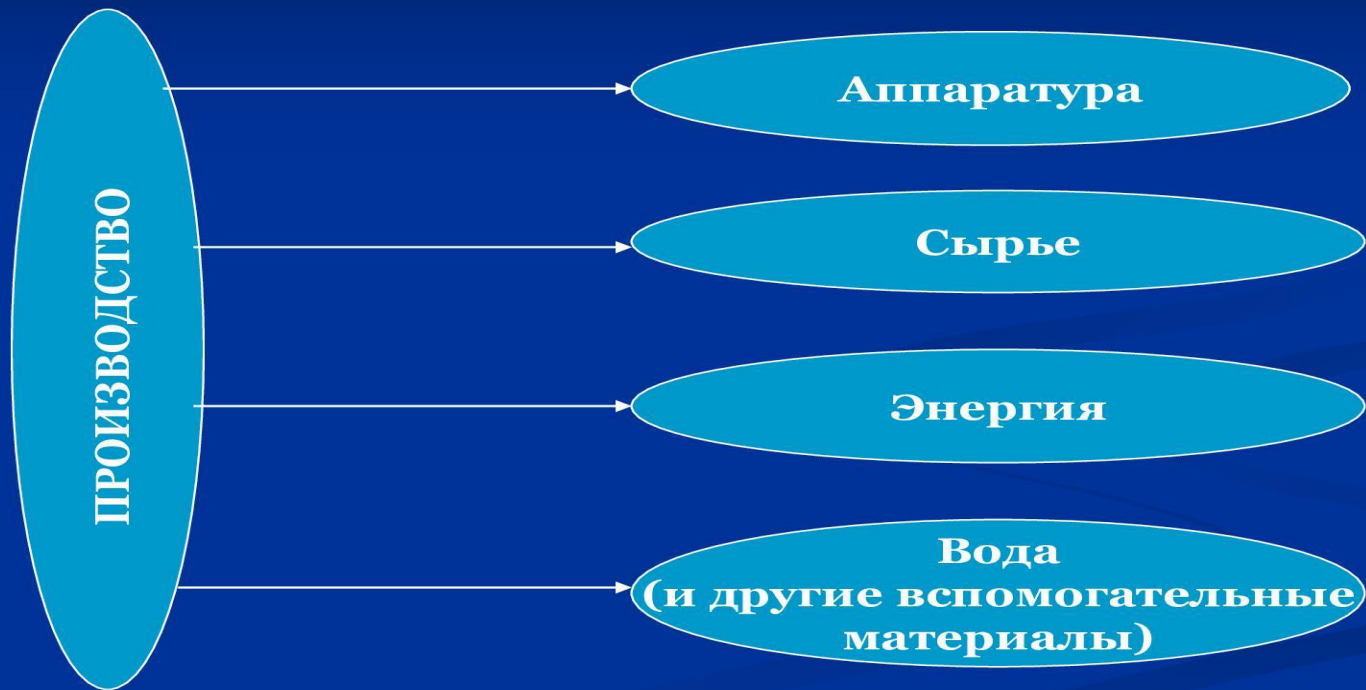 ПРОИЗВОДСТВО
Аппаратура
Сырье
Энергия
Вода
(и другие вспомогательные
материалы)